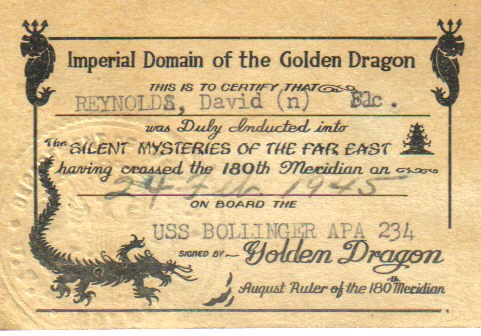 Imperial Domain of the Golden Dragon
THIS IS TO CERTIFY THAT
REYNOLDS, David (n) S1c.
was Duly Inducted into
The SILENT MYSTERIES OF THE FAR EAST
having crossed the 180th Meridian on
24 Feb. 1945
ON BOARD THE
USS BOLLINGER APA 234
SIGNED BY Golden Dragon
August Ruler of the 180th Meridian